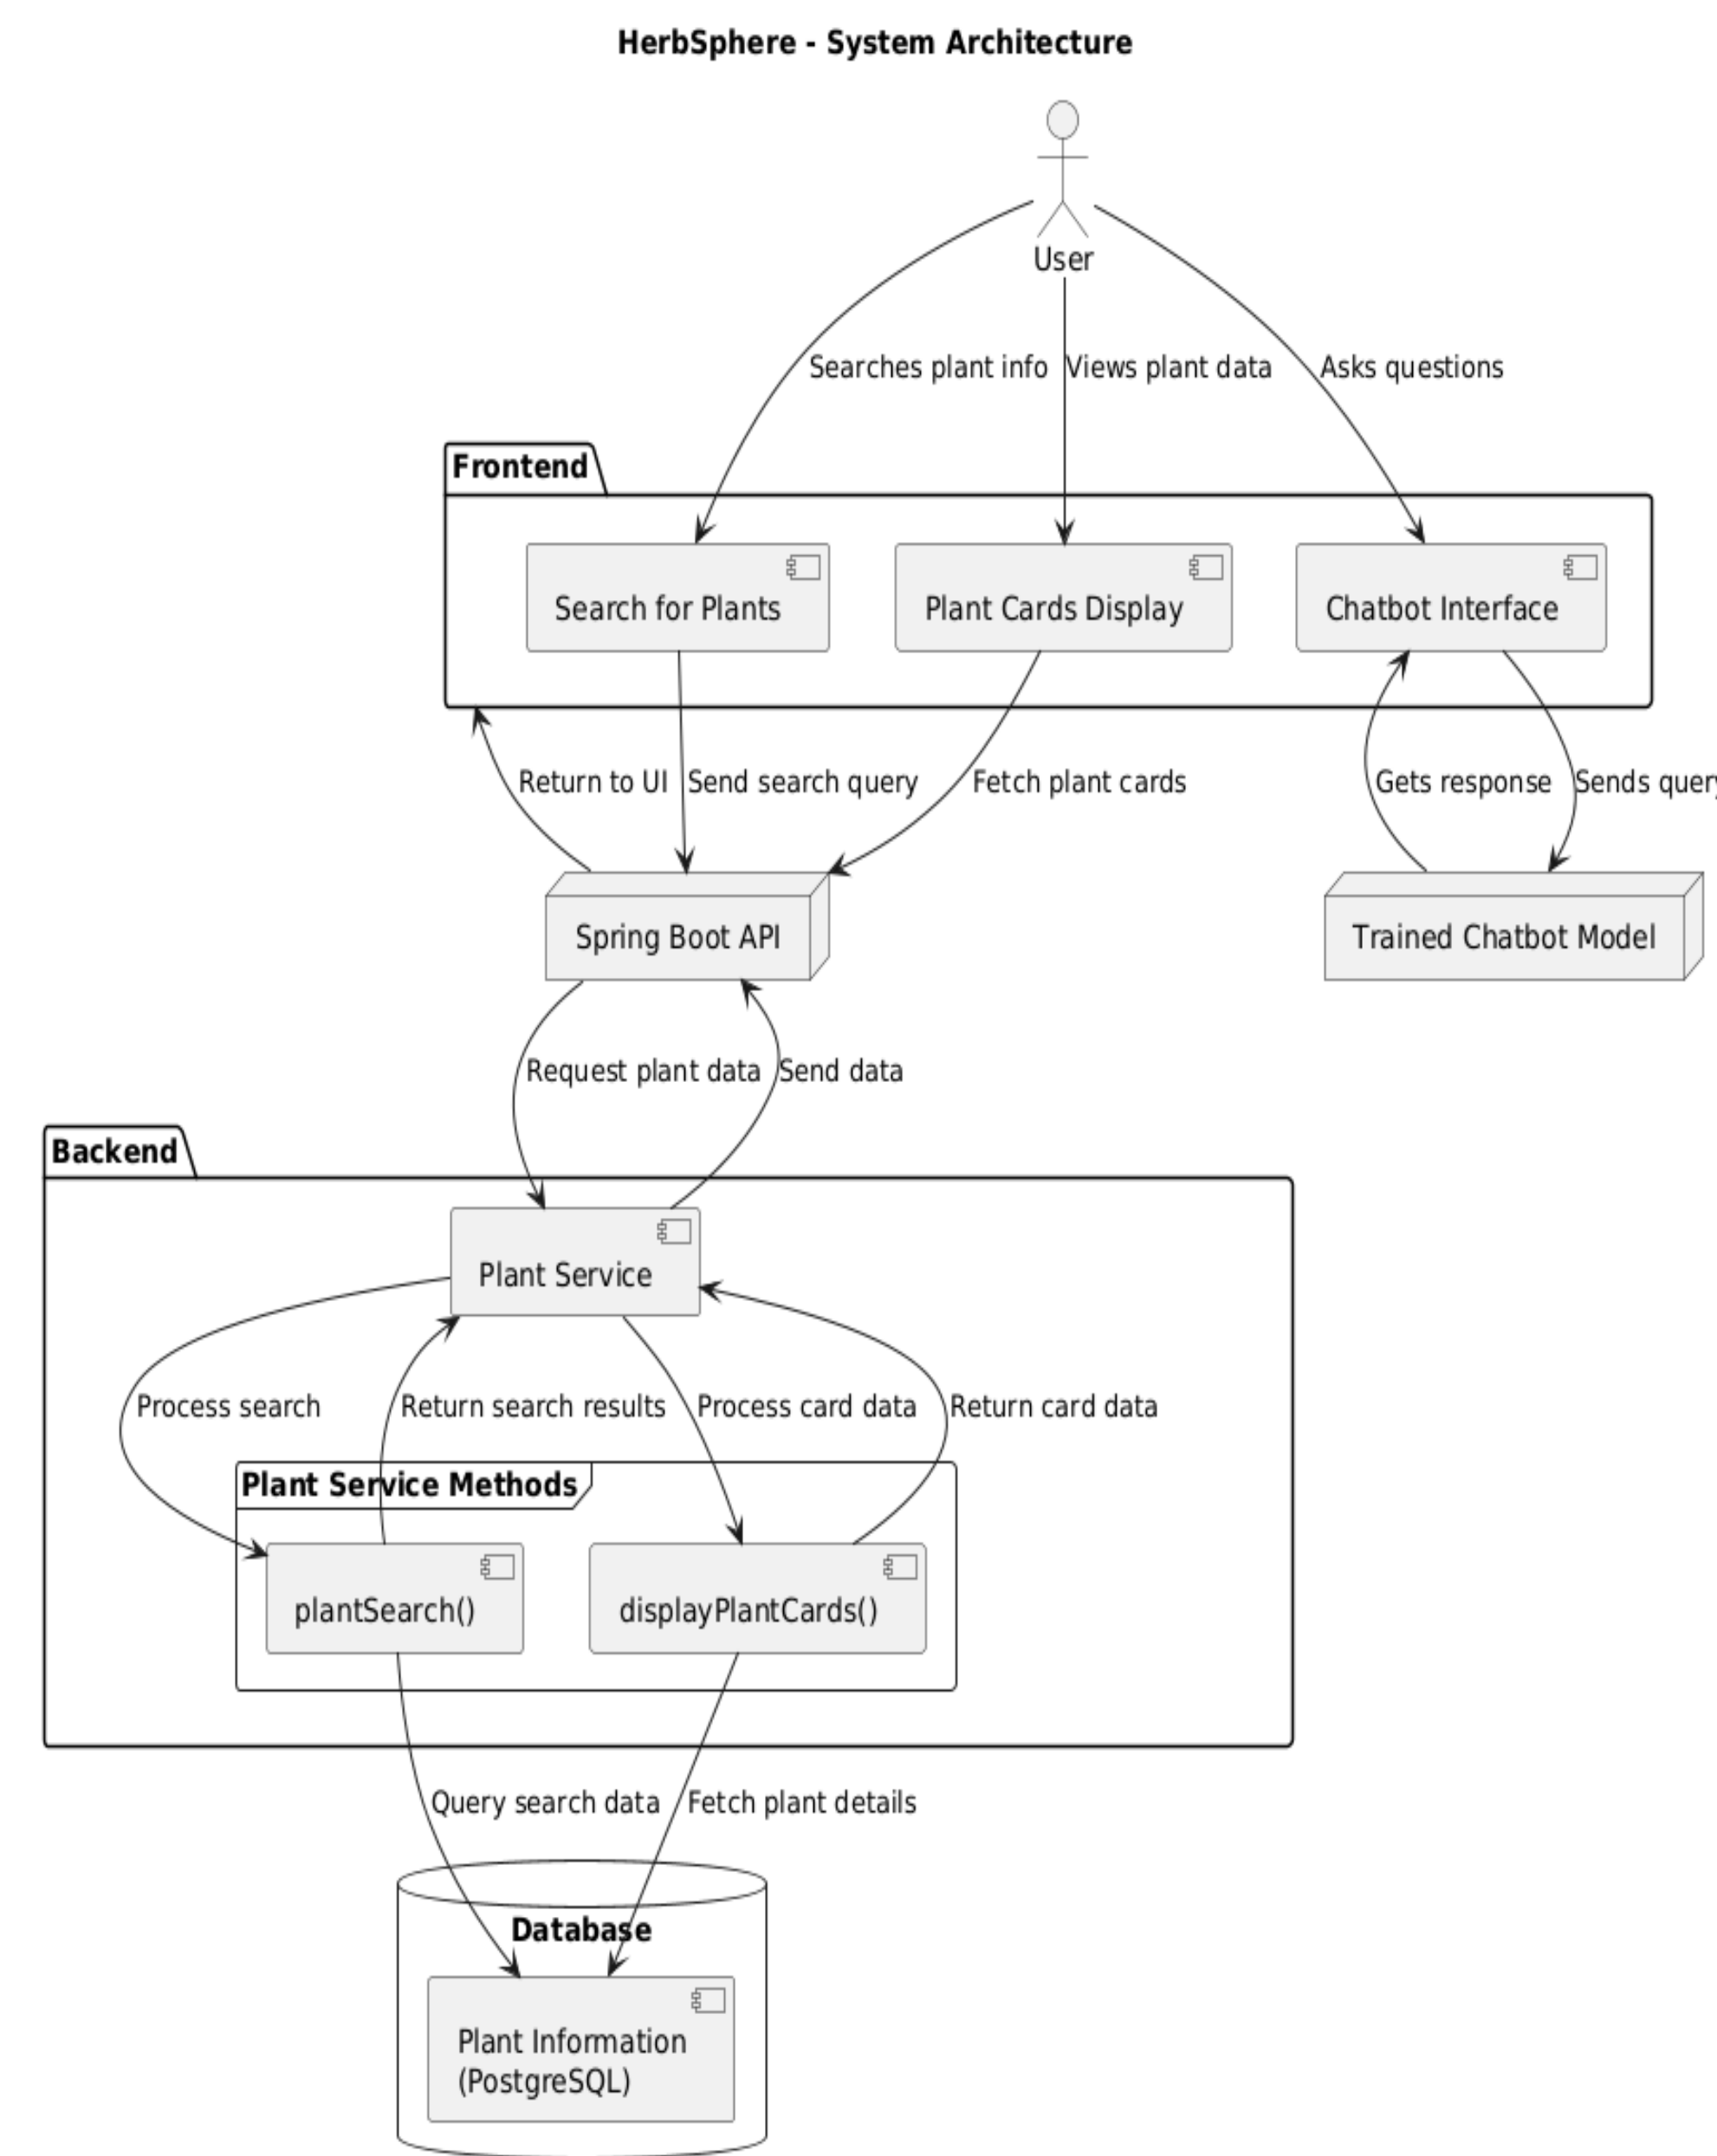 HerbSphere - System Architecture
User
Searches plant info
Views plant data
Asks questions
Frontend
Search for Plants
Plant Cards Display
Chatbot Interface
Return to UI
Send search query
Fetch plant cards
Gets response
Sends query
Spring Boot API
Trained Chatbot Model
Request plant data
Send data
Backend
Plant Service
Process search
Return search results
Process card data
Return card data
Plant Service Methods
plantSearch()
displayPlantCards()
Query search data
Fetch plant details
Database
Plant Information
(PostgreSQL)